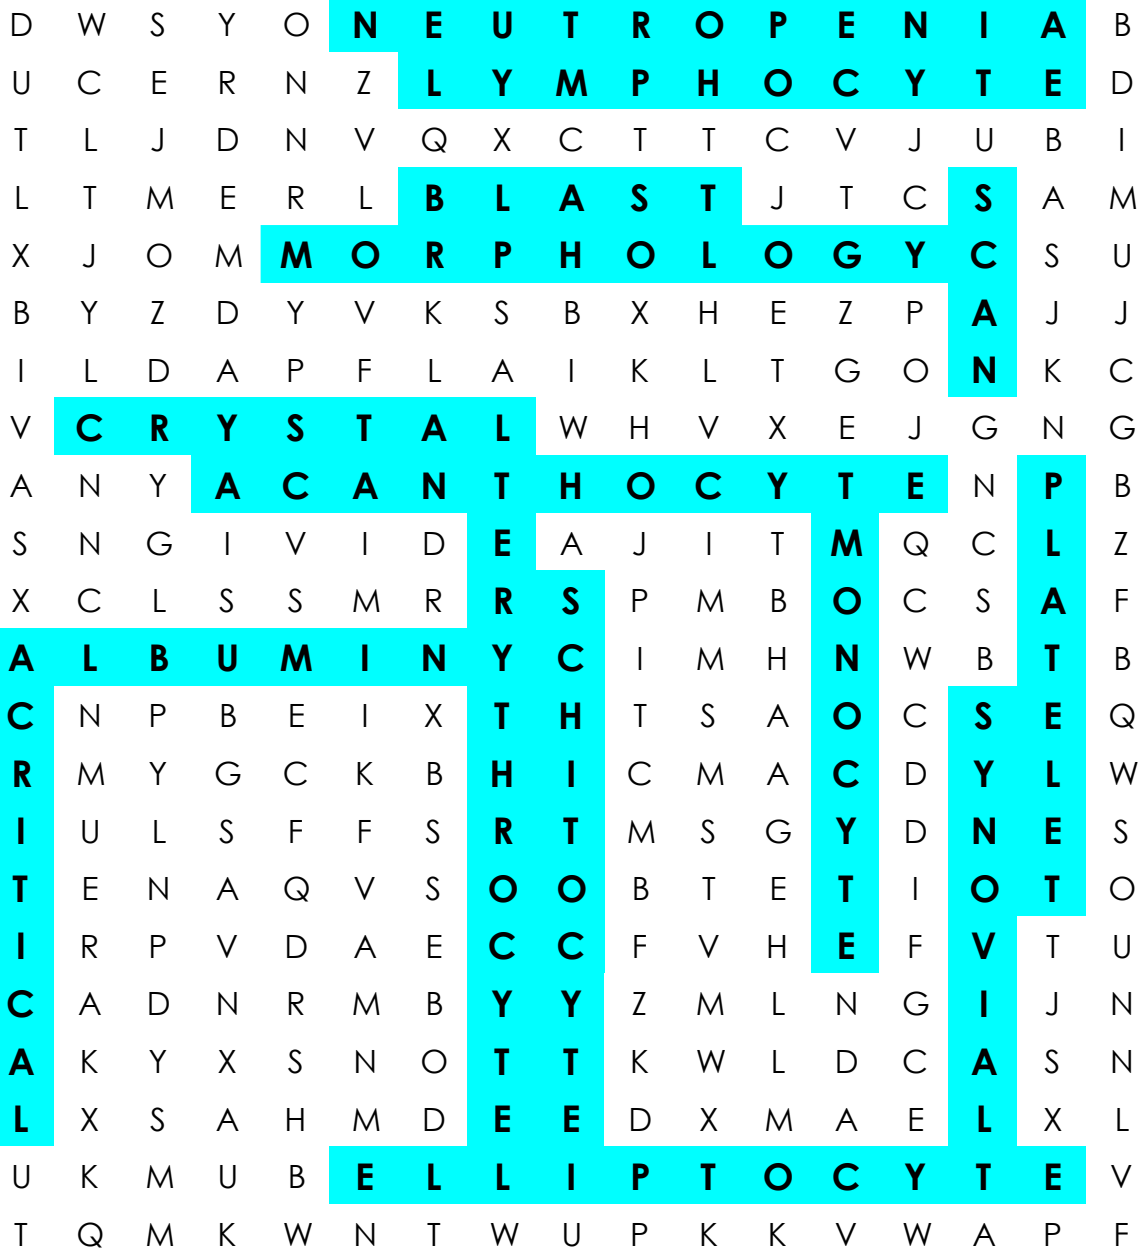 D W S Y O N E U T R O P E N I A B
U C E R N Z L Y M P H O C Y T E D
T L J D N V Q X C T T C V J U B I
L T M E R L B L A S T J T C S A M
X J O M M O R P H O L O G Y C S U
B Y Z D Y V K S B X H E Z P A J J
I L D A P F L A I K L T G O N K C
V C R Y S T A L W H V X E J G N G
A N Y A C A N T H O C Y T E N P B
S N G I V I D E A J I T M Q C L Z
X C L S S M R R S P M B O C S A F
A L B U M I N Y C I M H N W B T B
C N P B E I X T H T S A O C S E Q
R M Y G C K B H I C M A C D Y L W
I U L S F F S R T M S G Y D N E S
T E N A Q V S O O B T E T I O T O
I R P V D A E C C F V H E F V T U
C A D N R M B Y Y Z M L N G I J N
A K Y X S N O T T K W L D C A S N
L X S A H M D E E D X M A E L X L
U K M U B E L L I P T O C Y T E V
T Q M K W N T W U P K K V W A P F